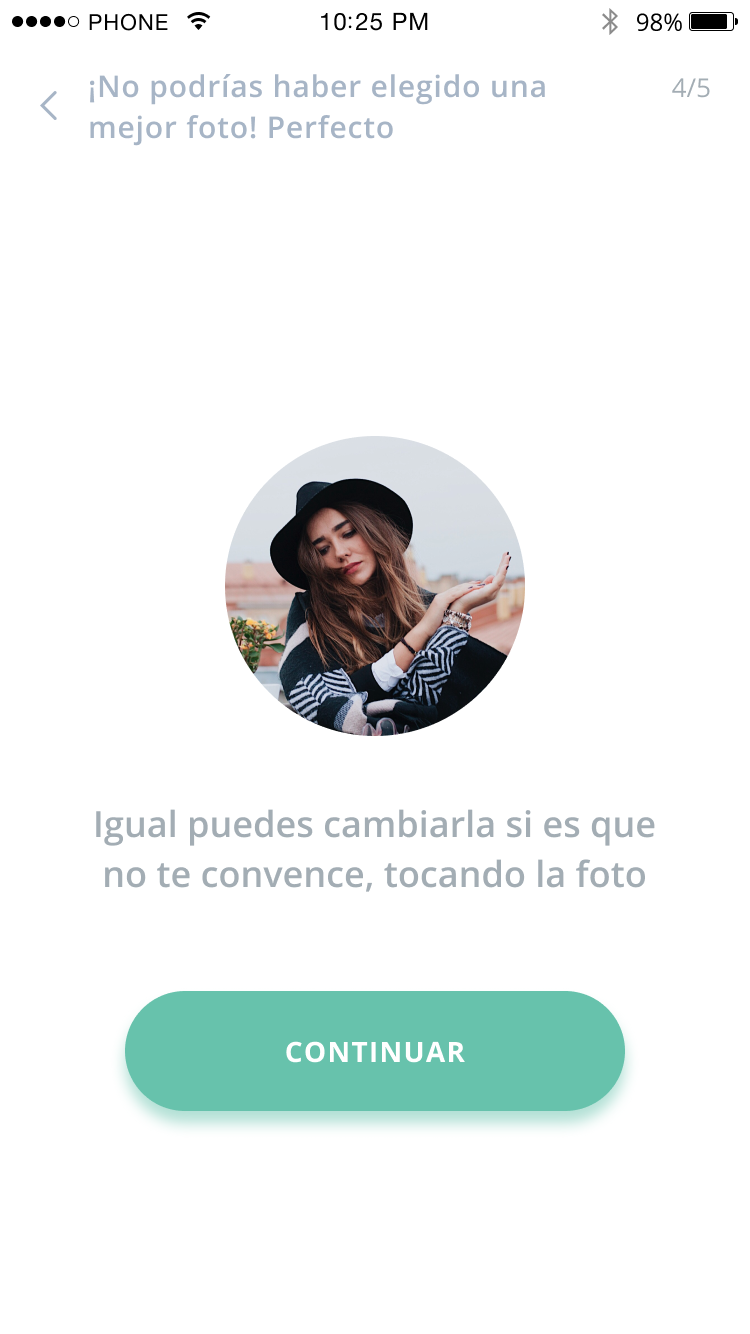 PHONE 10:25 PM 98%
¡No podrías haber elegido una 4/5
mejor foto! Perfecto
Igual puedes cambiarla si es que
no te convence, tocando la foto
CONTINUAR